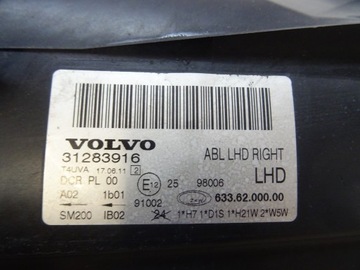 VOLVO
31283916 ABL LHD RIGHT
T4UVA 17.06.11 2 LHD
DCR PL 00 E12 25 98006
A02 1b01 91002 633.62.000.00
SM200 IB02 24 1*H7 1*D1S 1*H21W 2*W5W